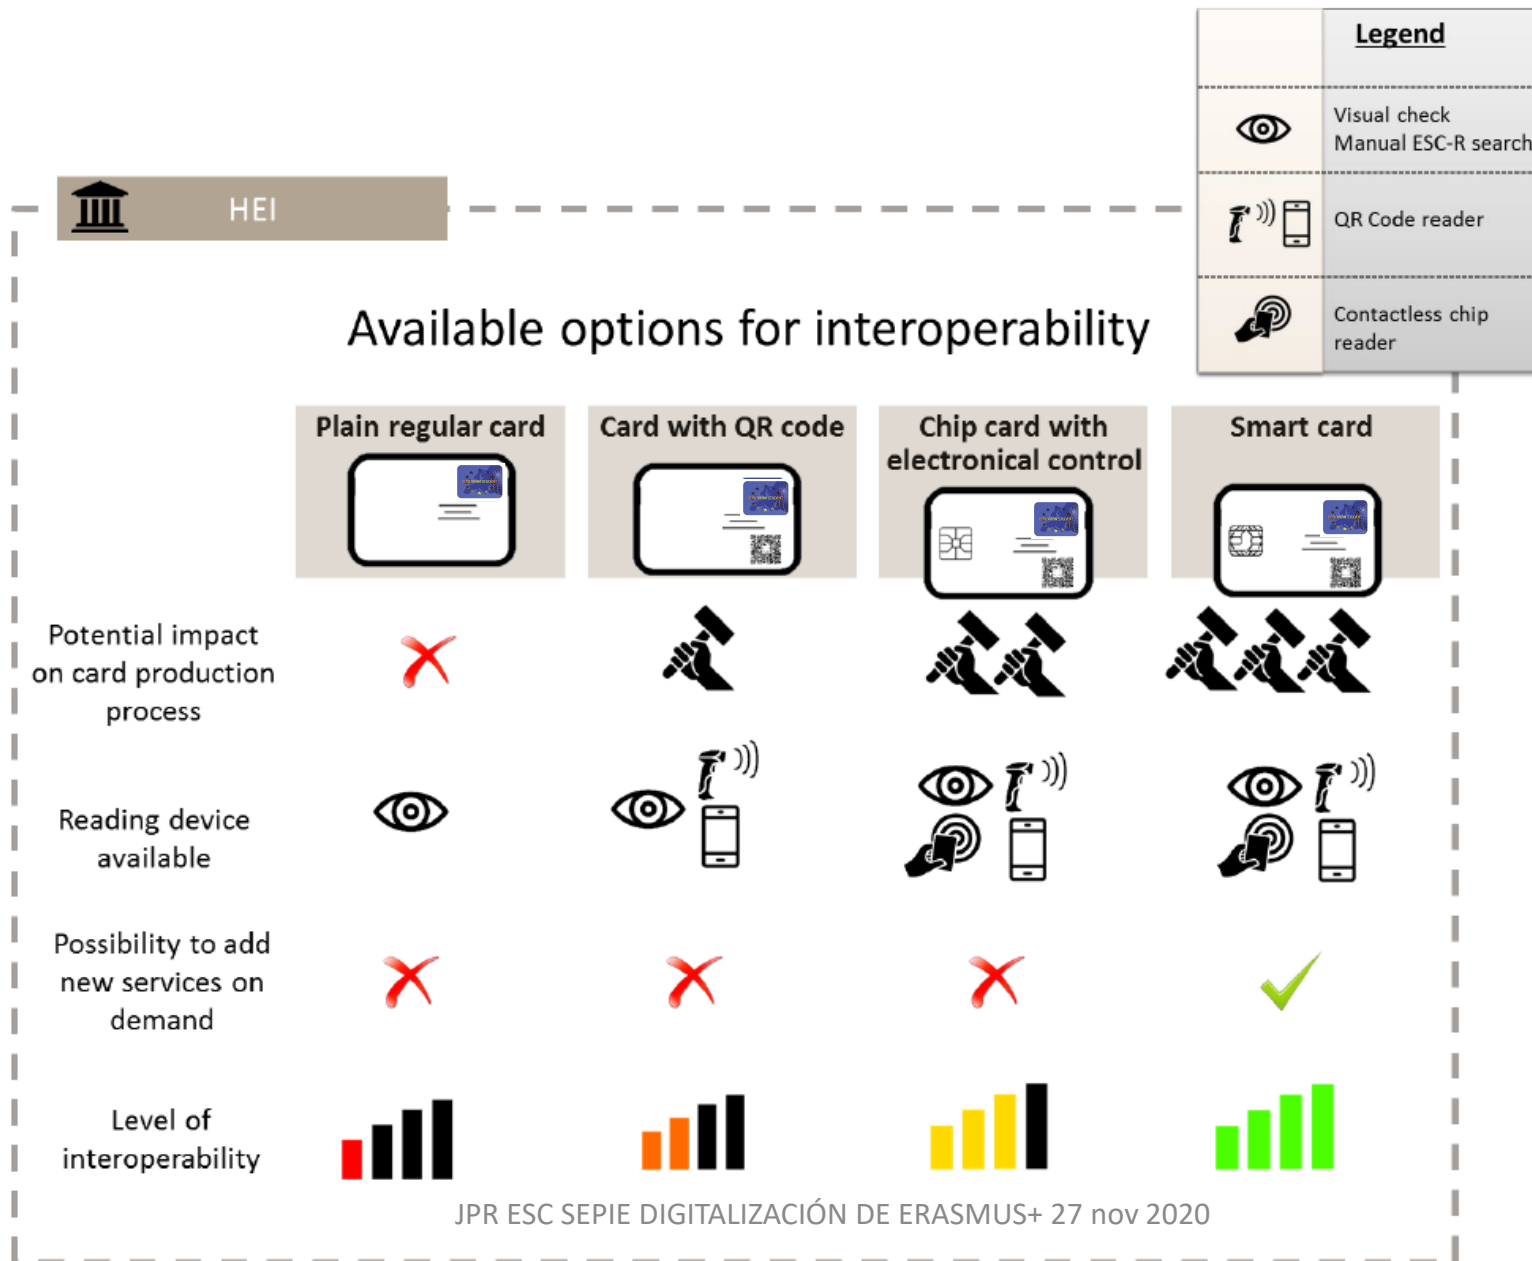 Legend
Visual check
Manual ESC-R search
QR Code reader
Contactless chip
reader
HEI
Available options for interoperability
Plain regular card
Card with QR code
Chip card with
electronical control
Smart card
Potential impact
on card production
process
Reading device
available
Possibility to add
new services on
demand
Level of
interoperability
JPR ESC SEPIE DIGITALIZACIÓN DE ERASMUS+ 27 nov 2020